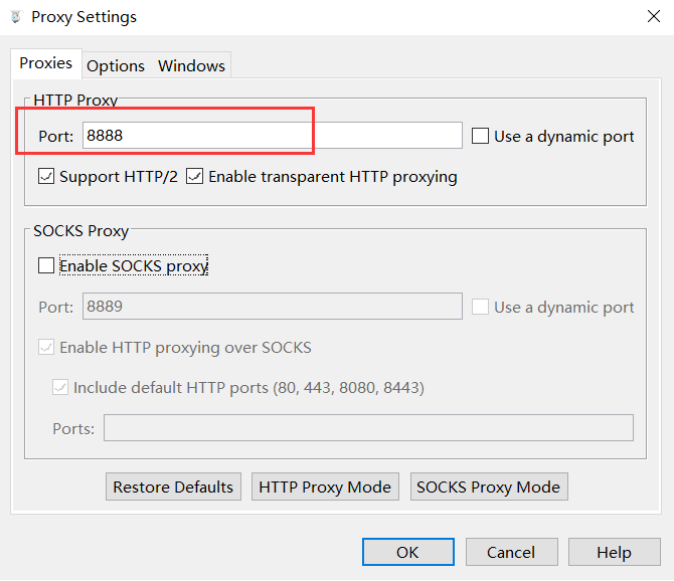 Proxy Settings
Proxies Options Windows
HTTP Proxy
Port: 8888 Use a dynamic port
Support HTTP/2 Enable transparent HTTP proxying
SOCKS Proxy
Enable SOCKS proxy
Port: 8889 Use a dynamic port
Enable HTTP proxying over SOCKS
Include default HTTP ports (80, 443, 8080, 8443)
Ports:
Restore Defaults HTTP Proxy Mode SOCKS Proxy Mode
OK Cancel Help